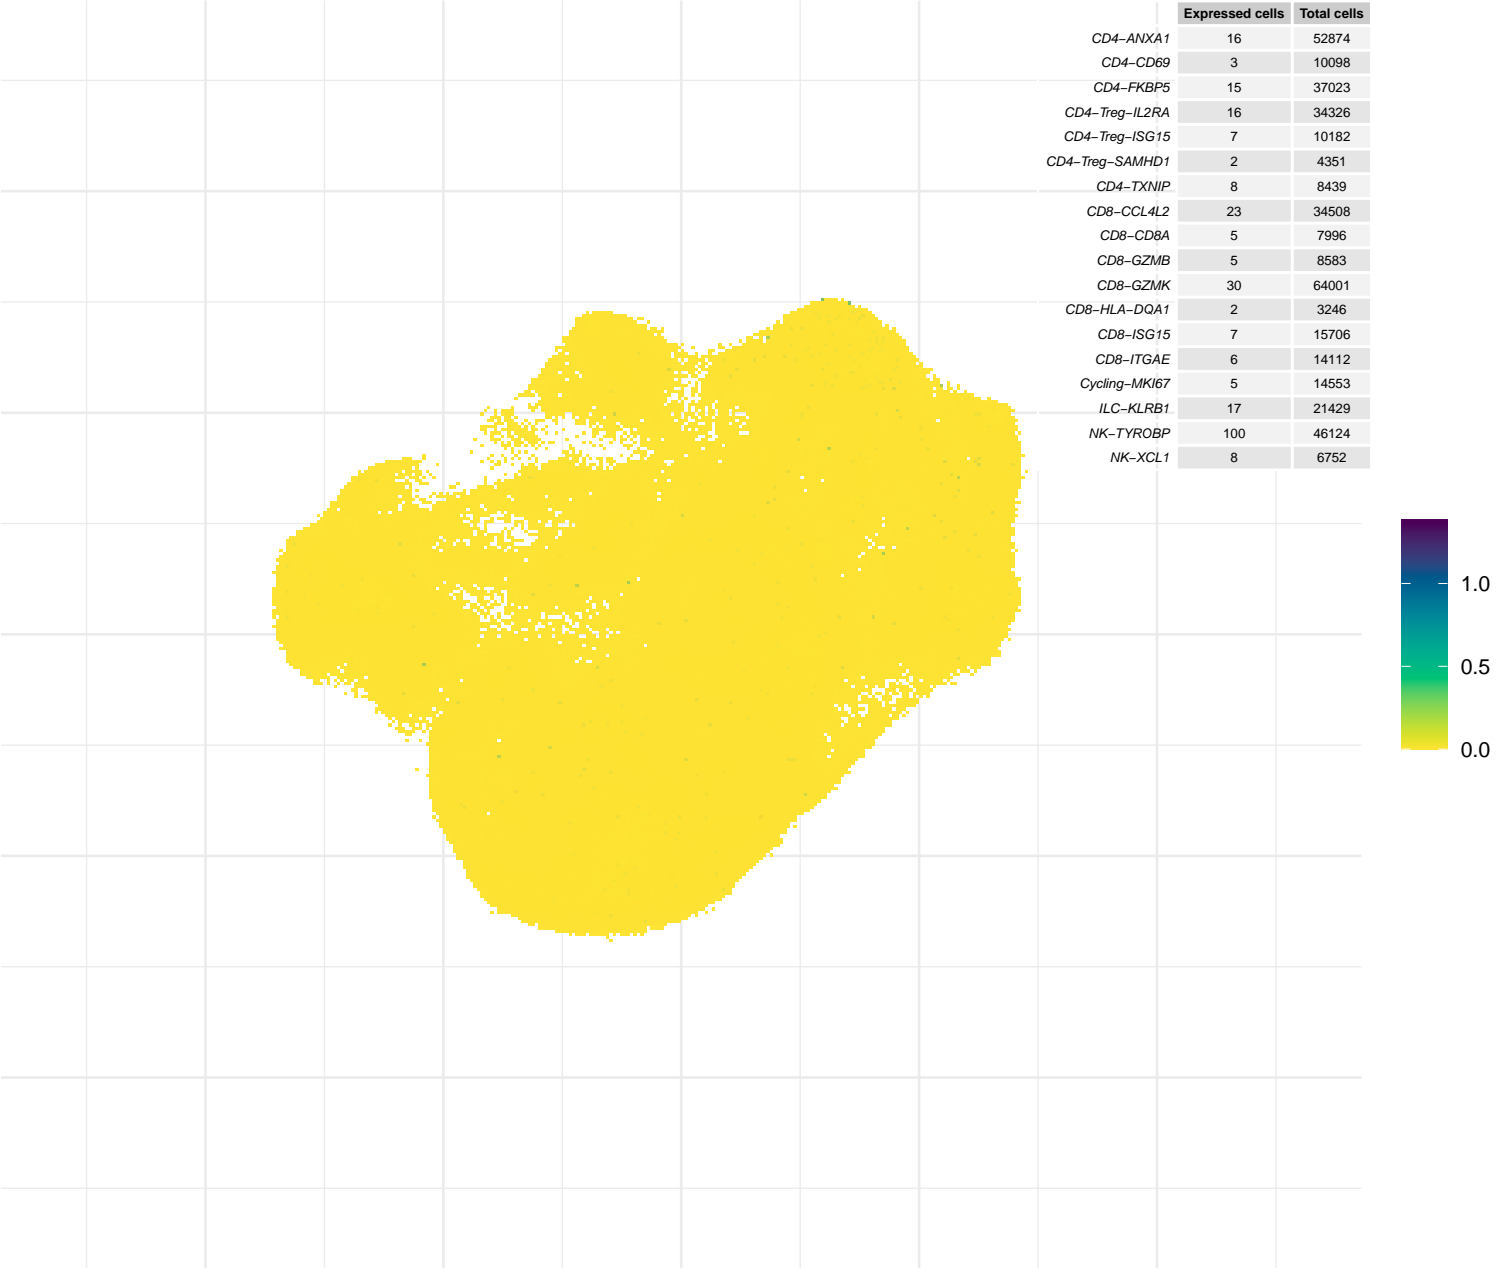 Expressed cells Total cells
CD4−ANXA1 16 52874
CD4−CD69 3 10098
CD4−FKBP5 15 37023
CD4−Treg−IL2RA 16 34326
CD4−Treg−ISG15 7 10182
CD4−Treg−SAMHD1 2 4351
CD4−TXNIP 8 8439
CD8−CCL4L2 23 34508
CD8−CD8A 5 7996
CD8−GZMB 5 8583
CD8−GZMK 30 64001
CD8−HLA−DQA1 2 3246
CD8−ISG15 7 15706
CD8−ITGAE 6 14112
Cycling−MKI67 5 14553
ILC−KLRB1 17 21429
NK−TYROBP 100 46124
NK−XCL1 8 6752
1.0
0.5
0.0